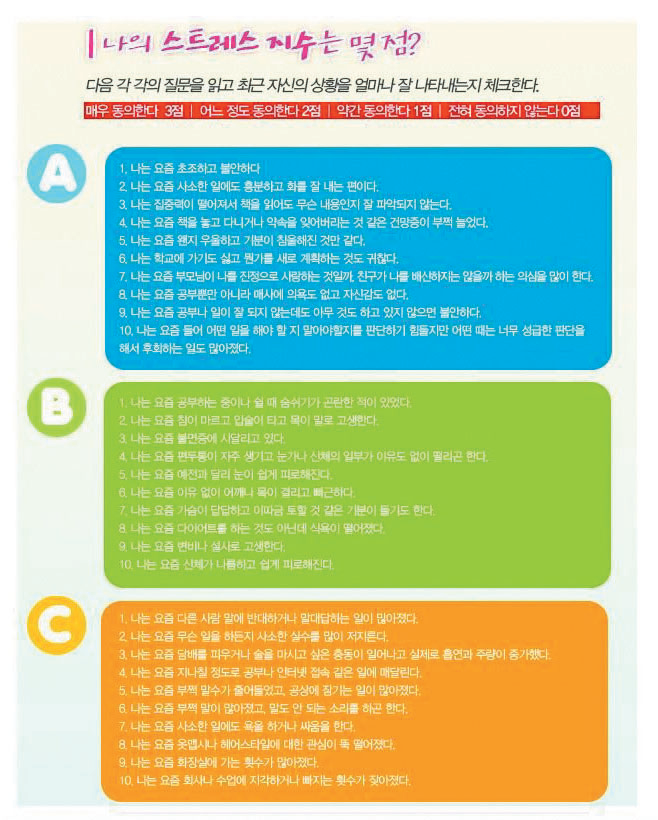 나의 스트레스 지수는 몇 점?
다음 각 각의 질문을 읽고 최근 자신의 상황을 얼마나 잘 나타내는지 체크한다.
매우 동의한다 3점 | 어느 정도 동의한다 2점 | 약간 동의한다 1점 | 전혀 동의하지 않는다 0점
A
1. 나는 요즘 초조하고 불안하다
2. 나는 요즘 사소한 일에도 흥분하고 화를 잘 내는 편이다.
3. 나는 집중력이 떨어져서 책을 읽어도 무슨 내용인지 잘 파악되지 않는다.
4. 나는 요즘 책을 놓고 다니거나 약속을 잊어버리는 것 같은 건망증이 부쩍 늘었다.
5. 나는 요즘 왠지 우울하고 기분이 침울해진 것만 같다.
6. 나는 학교에 가기도 싫고 뭔가를 새로 계획하는 것도 귀찮다.
7. 나는 요즘 부모님이 나를 진정으로 사랑하는 것일까, 친구가 나를 배신하지는 않을까 하는 의심을 많이 한다.
8. 나는 요즘 공부뿐만 아니라 매사에 의욕도 없고 자신감도 없다.
9. 나는 요즘 공부나 일이 잘 되지 않는데도 아무 것도 하고 있지 않으면 불안하다.
10. 나는 요즘 들어 어떤 일을 해야 할 지 말아야할지를 판단하기 힘들지만 어떤 때는 너무 성급한 판단을
해서 후회하는 일도 많아졌다.
B
1. 나는 요즘 공부하는 중이나 쉴 때 숨쉬기가 곤란한 적이 있었다.
2. 나는 요즘 침이 마르고 입술이 타고 목이 말로 고생한다.
3. 나는 요즘 불면증에 시달리고 있다.
4. 나는 요즘 편두통이 자주 생기고 눈가나 신체의 일부가 이유도 없이 떨리곤 한다.
5. 나는 요즘 예전과 달리 눈이 쉽게 피로해진다.
6. 나는 요즘 이유 없이 어깨나 목이 결리고 뻐근하다.
7. 나는 요즘 가슴이 답답하고 이따금 토할 것 같은 기분이 들기도 한다.
8. 나는 요즘 다이어트를 하는 것도 아닌데 식욕이 떨어졌다.
9. 나는 요즘 변비나 설사로 고생한다.
10. 나는 요즘 신체가 나른하고 쉽게 피로해진다.
C
1. 나는 요즘 다른 사람 말에 반대하거나 말대답하는 일이 많아졌다.
2. 나는 요즘 무슨 일을 하든지 사소한 실수를 많이 저지른다.
3. 나는 요즘 담배를 피우거나 술을 마시고 싶은 충동이 일어나고 실제로 흡연과 주량이 증가했다.
4. 나는 요즘 지나칠 정도로 공부나 인터넷 접속 같은 일에 매달린다.
5. 나는 요즘 부쩍 말수가 줄어들었고, 공상에 잠기는 일이 많아졌다.
6. 나는 요즘 부쩍 말이 많아졌고, 말도 안 되는 소리를 하곤 한다.
7. 나는 요즘 사소한 일에도 욕을 하거나 싸움을 한다.
8. 나는 요즘 옷맵시나 헤어스타일에 대한 관심이 뚝 떨어졌다.
9. 나는 요즘 화장실에 가는 횟수가 많아졌다.
10. 나는 요즘 회사나 수업에 지각하거나 빠지는 횟수가 잦아졌다.